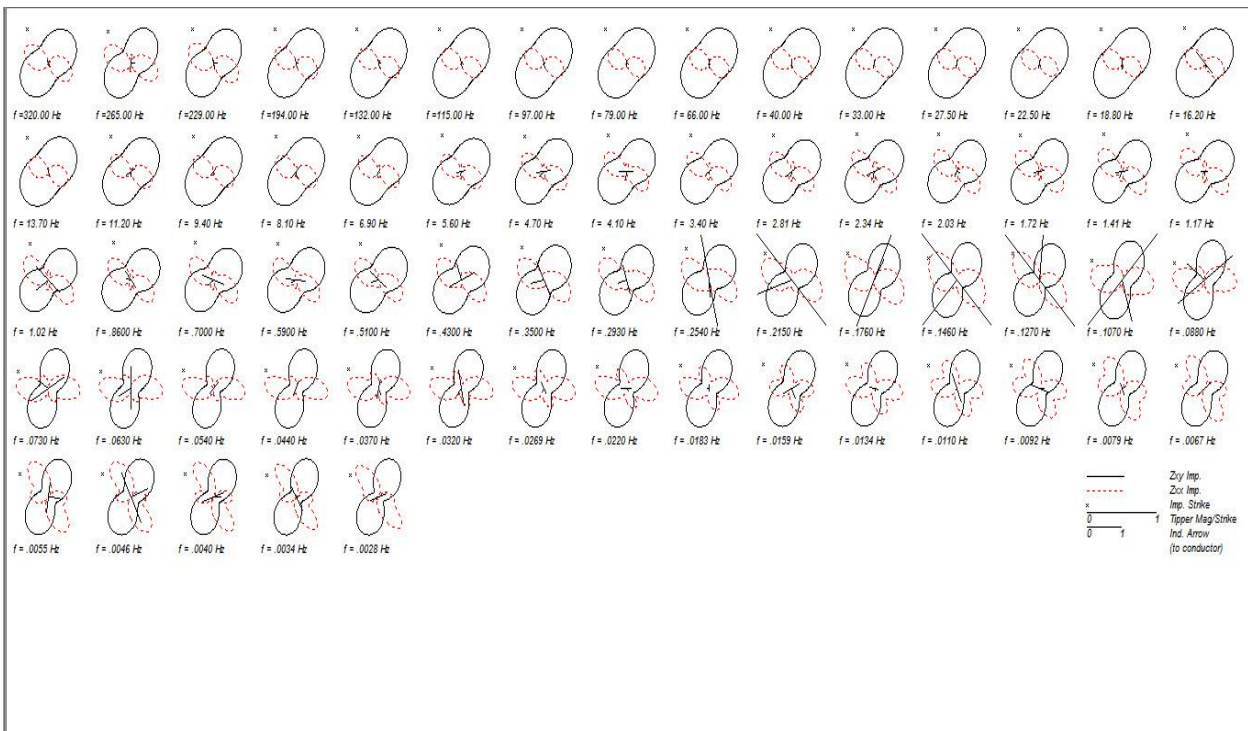 f =320.00 Hz f =265.00 Hz f =229.00 Hz f =194.00 Hz f =132.00 Hz f =115.00 Hz f = 97.00 Hz f = 79.00 Hz f = 66.00 Hz f = 40.00 Hz f = 33.00 Hz f = 27.50 Hz f = 22.50 Hz f = 18.80 Hz f = 16.20 Hz
f = 13.70 Hz f = 11.20 Hz f = 9.40 Hz f = 8.10 Hz f = 6.90 Hz f = 5.60 Hz f = 4.70 Hz f = 4.10 Hz f = 3.40 Hz f = 2.81 Hz f = 2.34 Hz f = 2.03 Hz f = 1.72 Hz f = 1.41 Hz f = 1.17 Hz
f = 1.02 Hz f = .8600 Hz f = .7000 Hz f = .5900 Hz f = .5100 Hz f = .4300 Hz f = .3500 Hz f = .2930 Hz f = .2540 Hz f = .2150 Hz f = .1760 Hz f = .1460 Hz f = .1270 Hz f = .1070 Hz f = .0880 Hz
f = .0730 Hz f = .0630 Hz f = .0540 Hz f = .0440 Hz f = .0370 Hz f = .0320 Hz f = .0269 Hz f = .0220 Hz f = .0183 Hz f = .0159 Hz f = .0134 Hz f = .0110 Hz f = .0092 Hz f = .0079 Hz f = .0067 Hz
f = .0055 Hz f = .0046 Hz f = .0040 Hz f = .0034 Hz f = .0028 Hz
Zxy Imp.
Zxx Imp.
x Imp. Strike
0 1 Tipper Mag/Strike
Ind. Arrow
0 1 (to conductor)